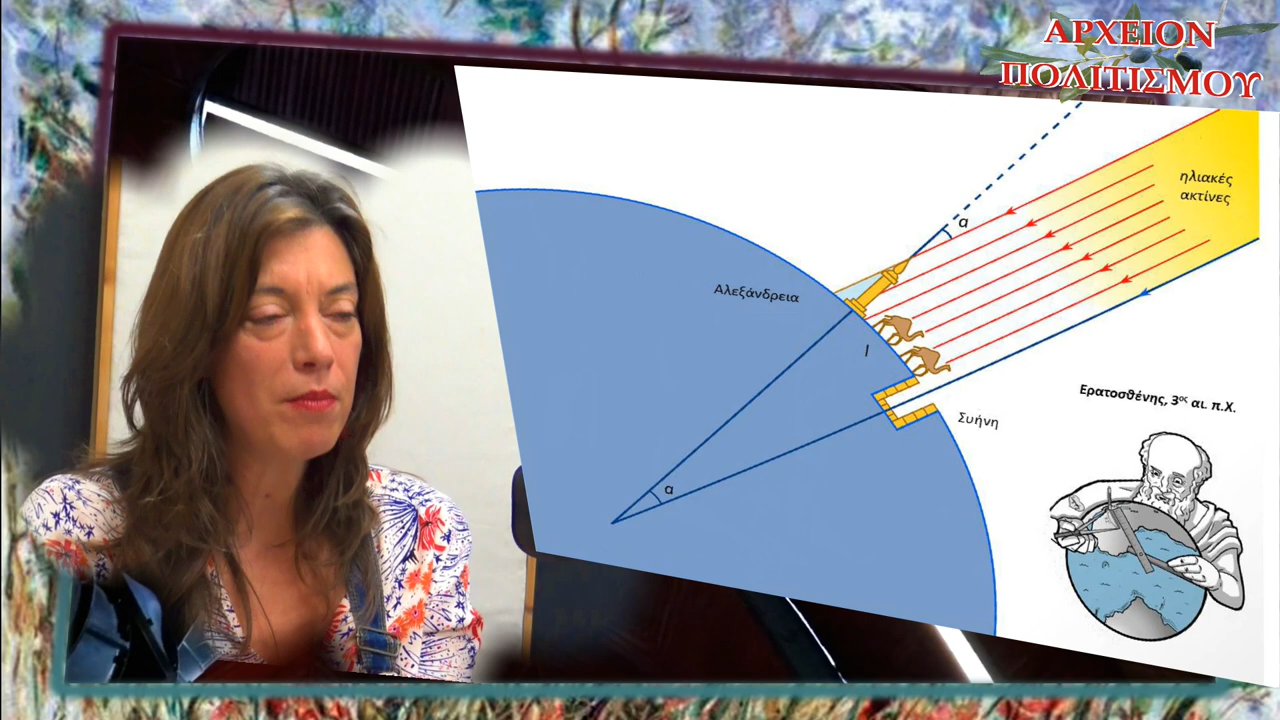 ΑΡΧΕΙΟΝ
ΠΟΛΙΤΙΣΜΟΥ
ηλιακές
ακτίνες
α
Αλεξάνδρεια
l
Ερατοσθένης, 3ος αι. π.Χ.
Συήνη
α